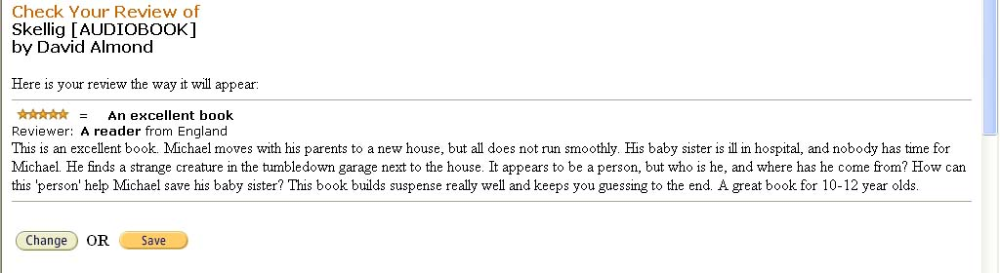 Check Your Review of
Skellig [AUDIOBOOK]
by David Almond
Here is your review the way it will appear:
= An excellent book
Reviewer: A reader from England
This is an excellent book. Michael moves with his parents to a new house, but all does not run smoothly. His baby sister is ill in hospital, and nobody has time for
Michael. He finds a strange creature in the tumbledown garage next to the house. It appears to be a person, but who is he, and where has he come from? How can
this 'person' help Michael save his baby sister? This book builds suspense really well and keeps you guessing to the end. A great book for 10-12 year olds.
Change OR Save